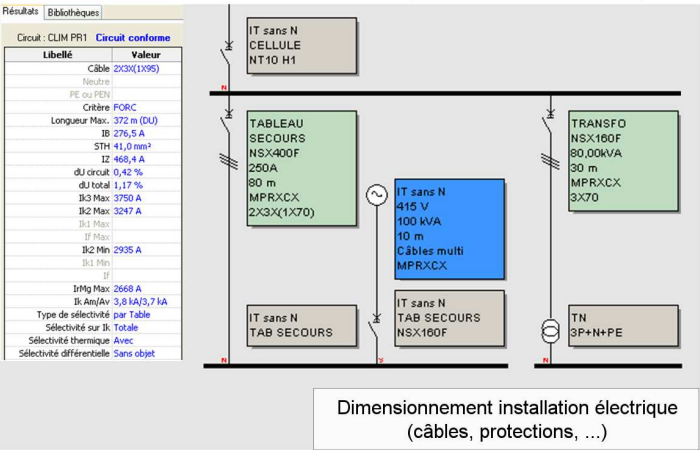 Résultats Bibliothèques
Circuit : CLIM PR1 Circuit conforme
Libellé Valeur
Câble 2X3X(1X95)
Neutre
PE ou PEN
Critère FORC
Longueur Max. 372 m (DU)
IB 276,5 A
STH 41,0 mm²
IZ 468,4 A
dU circuit 0,42 %
dU total 1,17 %
Ik3 Max 3750 A
Ik2 Max 3247 A
Ik1 Max
If Max
Ik2 Min 2935 A
Ik1 Min
If
IrMg Max 2668 A
Ik Am/Av 3,8 kA/3,7 kA
Type de sélectivité par Table
Sélectivité sur Ik Totale
Sélectivité thermique Avec
Sélectivité différentielle Sans objet
IT sans N
CELLULE
NT10 H1
N
TABLEAU
SECOURS
NSX400F
250A
80 m
MPRXCX
2X3X(1X70)
IT sans N
415 V
100 kVA
10 m
Câbles multi
MPRXCX
TRANSFO
NSX160F
80,00kVA
30 m
MPRXCX
3X70
IT sans N
TAB SECOURS
IT sans N
TAB SECOURS
NSX160F
TN
3P+N+PE
N
N
Dimensionnement installation électrique
(câbles, protections, ...)